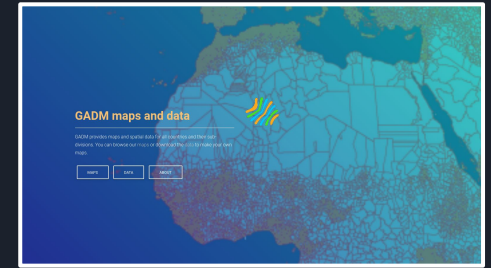 GADM maps and data
GADM provides maps and spatial data for all countries and their sub-
divisions. You can browse our maps or download the data to make your own
maps.
MAPS
DATA
ABOUT